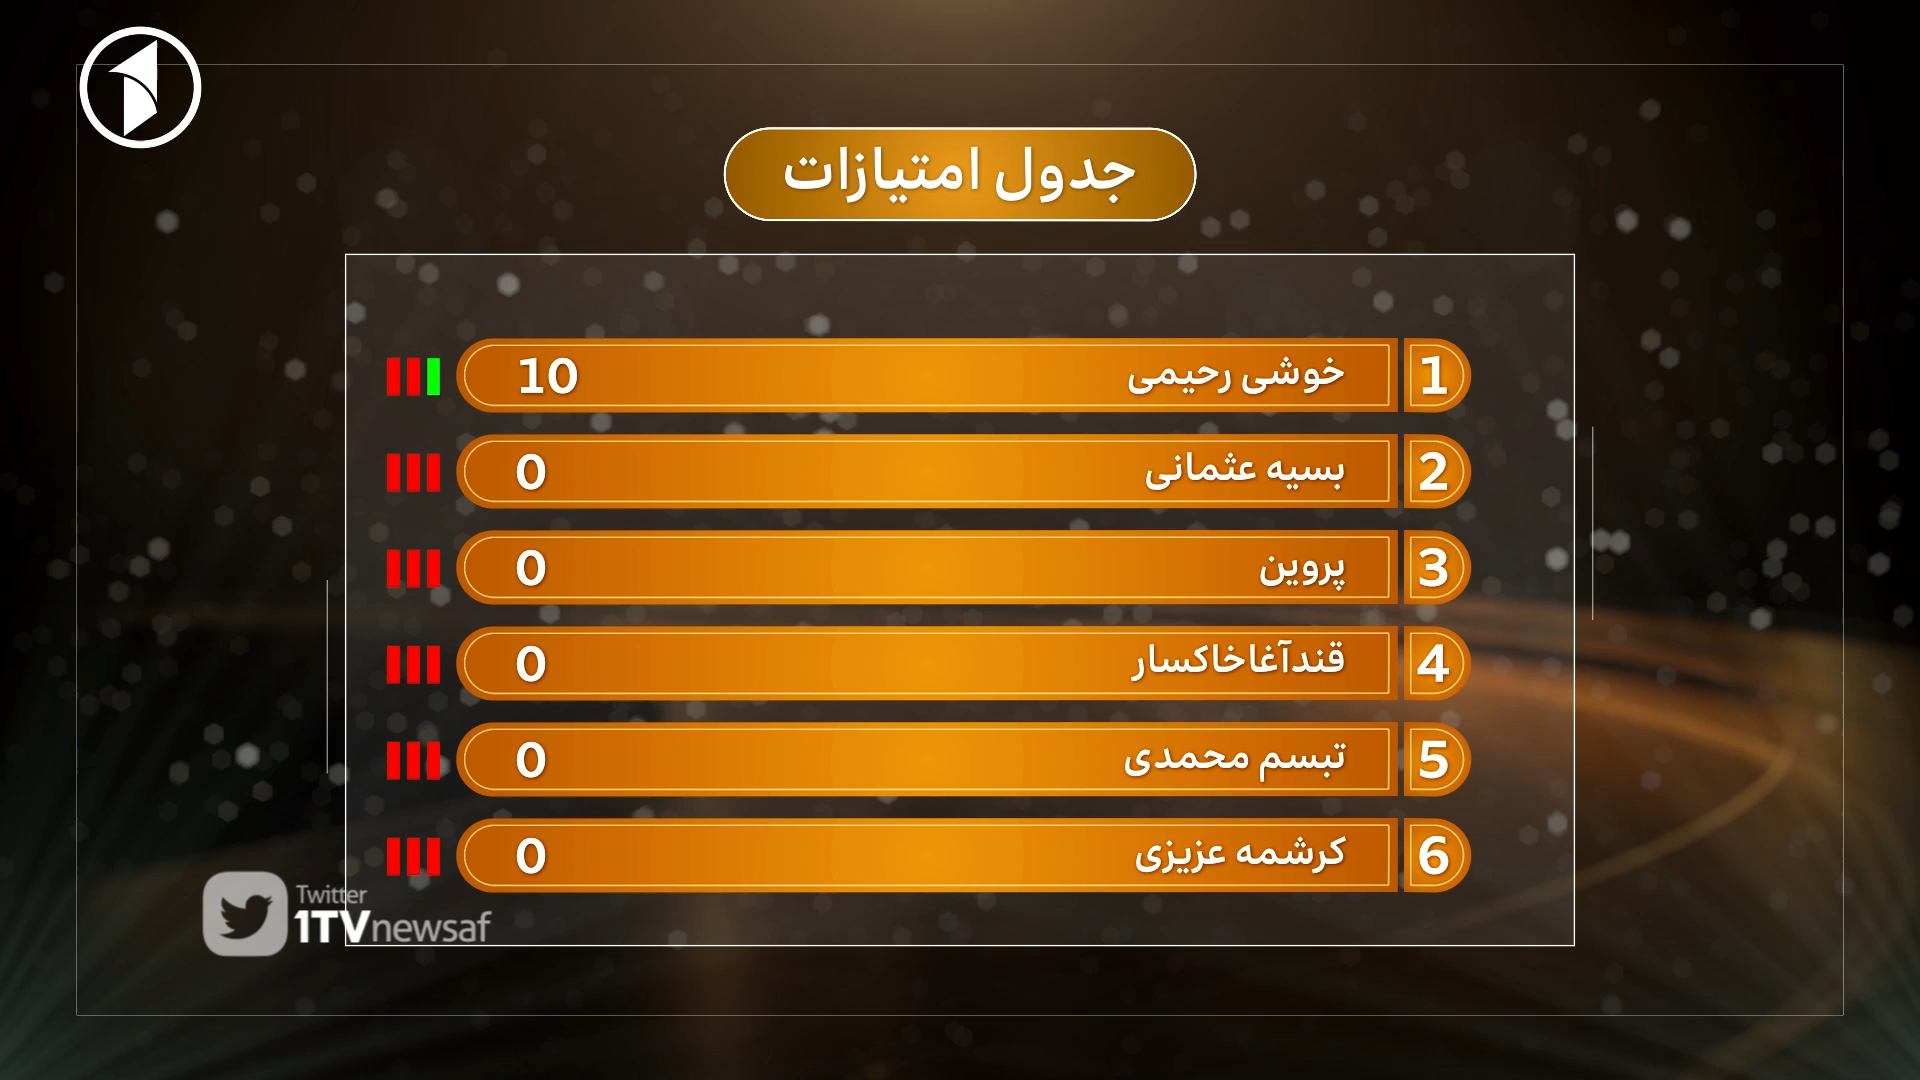 جدول امتیازات
1 خوشی رحیمی 10
2 بسیه عثمانی 0
3 پروین 0
4 قندآغاخاکسار 0
5 تبسم محمدی 0
6 کرشمه عزیزی 0
Twitter
1TVnewsaf